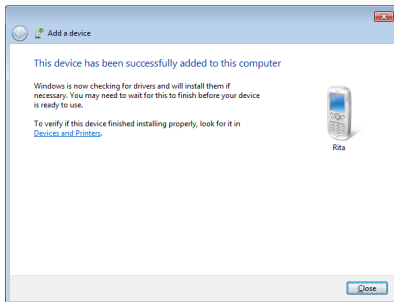 Add a device
This device has been successfully added to this computer
Windows is now checking for drivers and will install them if
necessary. You may need to wait for this to finish before your device
is ready to use.
To verify if this device finished installing properly, look for it in
Devices and Printers.
Rita
Close